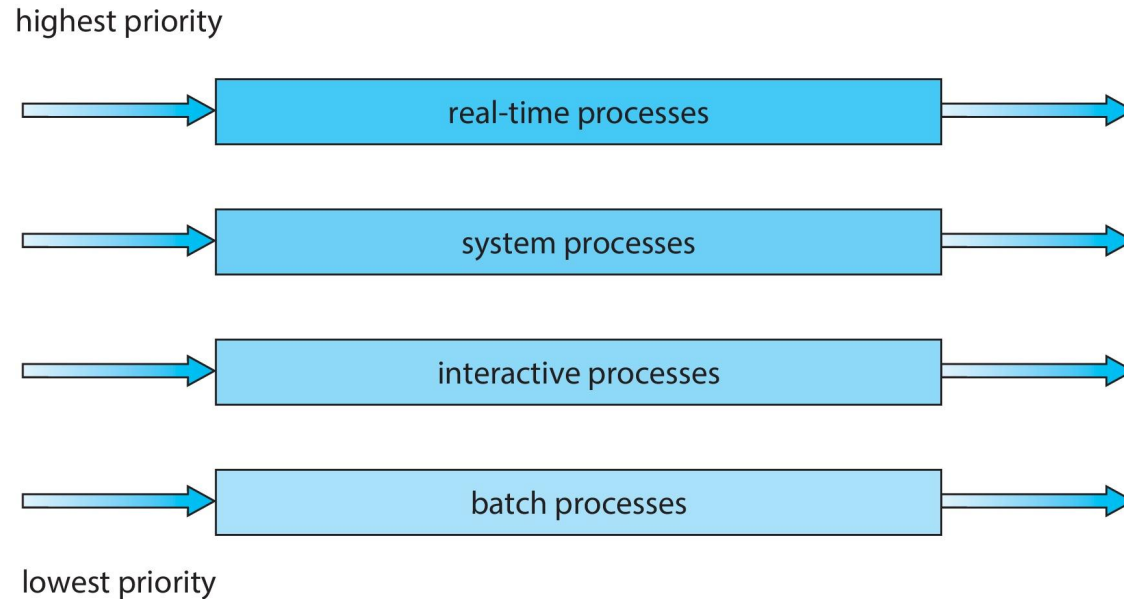 highest priority
real-time processes
system processes
interactive processes
batch processes
lowest priority